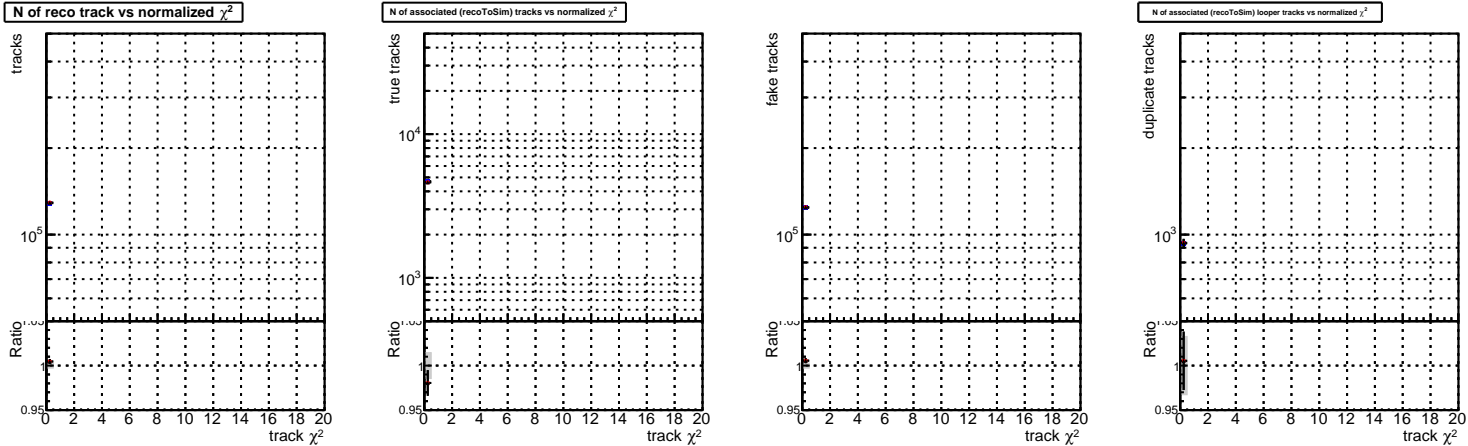 N of reco track vs normalized χ²
tracks
10⁵
Ratio
1
0.95
0 2 4 6 8 10 12 14 16 18 20
track χ²
N of associated (recoToSim) tracks vs normalized χ²
true tracks
10⁴
10³
Ratio
1
0.95
0 2 4 6 8 10 12 14 16 18 20
track χ²
fake tracks
10⁵
Ratio
1
0.95
0 2 4 6 8 10 12 14 16 18 20
track χ²
N of associated (recoToSim) looper tracks vs normalized χ²
duplicate tracks
10³
Ratio
1
0.95
0 2 4 6 8 10 12 14 16 18 20
track χ²